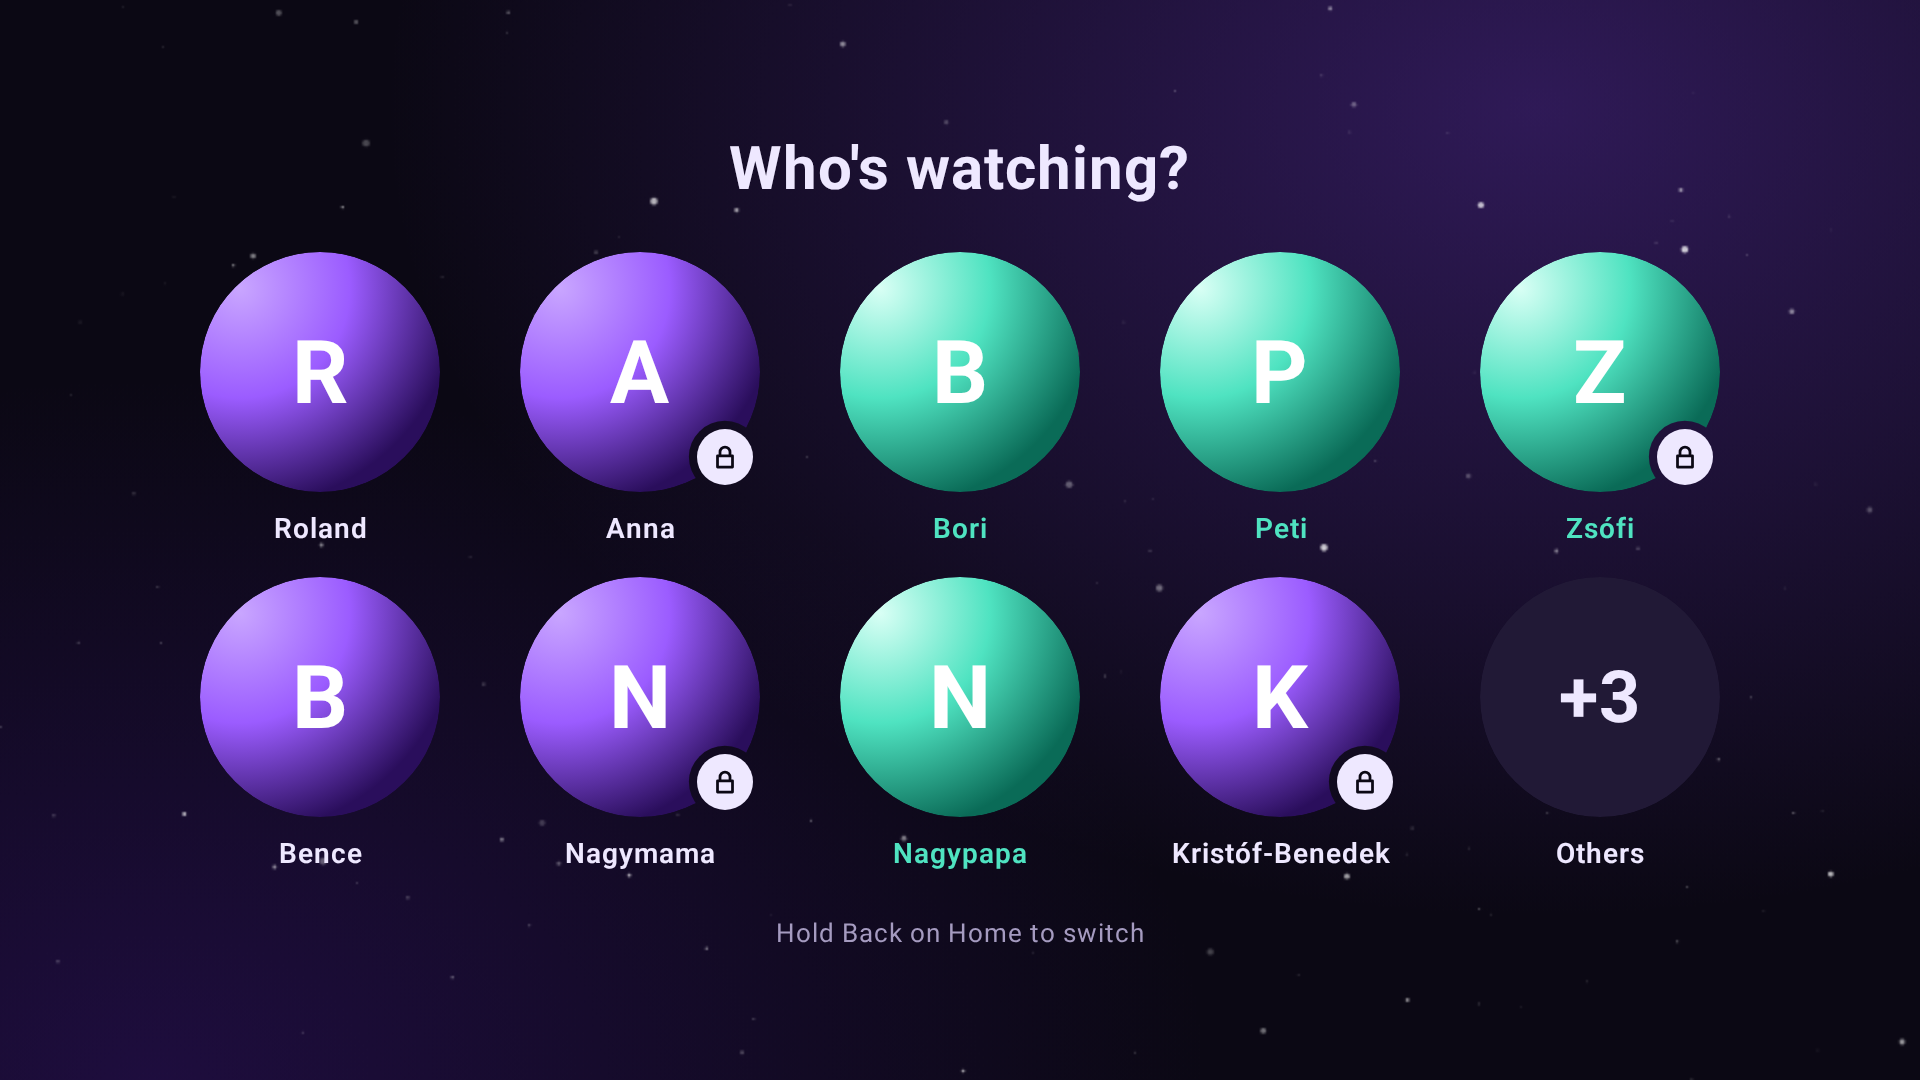 Who's watching?
R
A
B
P
Z
Roland
Anna
Bori
Peti
Zsófi
B
N
N
K
+3
Bence
Nagymama
Nagypapa
Kristóf-Benedek
Others
Hold Back on Home to switch